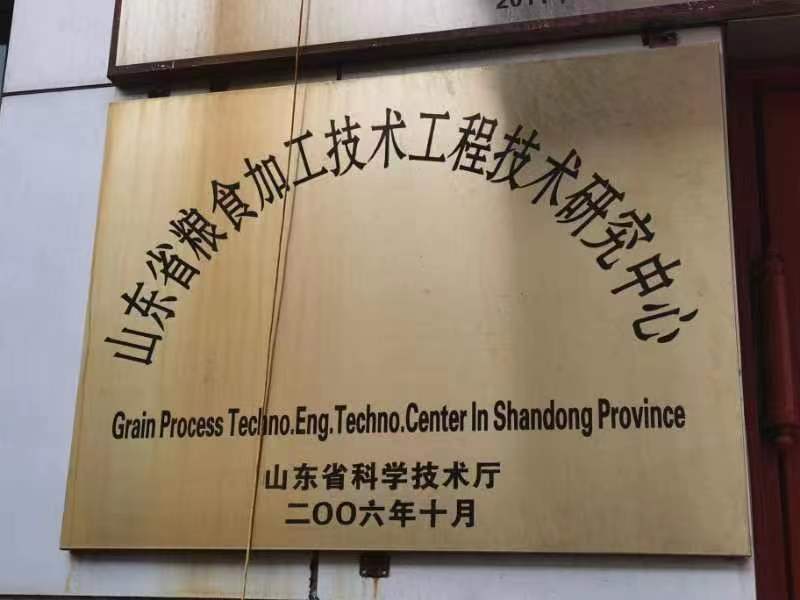 山东省粮食加工技术工程技术研究中心
Grain Process Techno.Eng.Techno.Center In Shandong Province
山东省科学技术厅
二〇〇六年十月